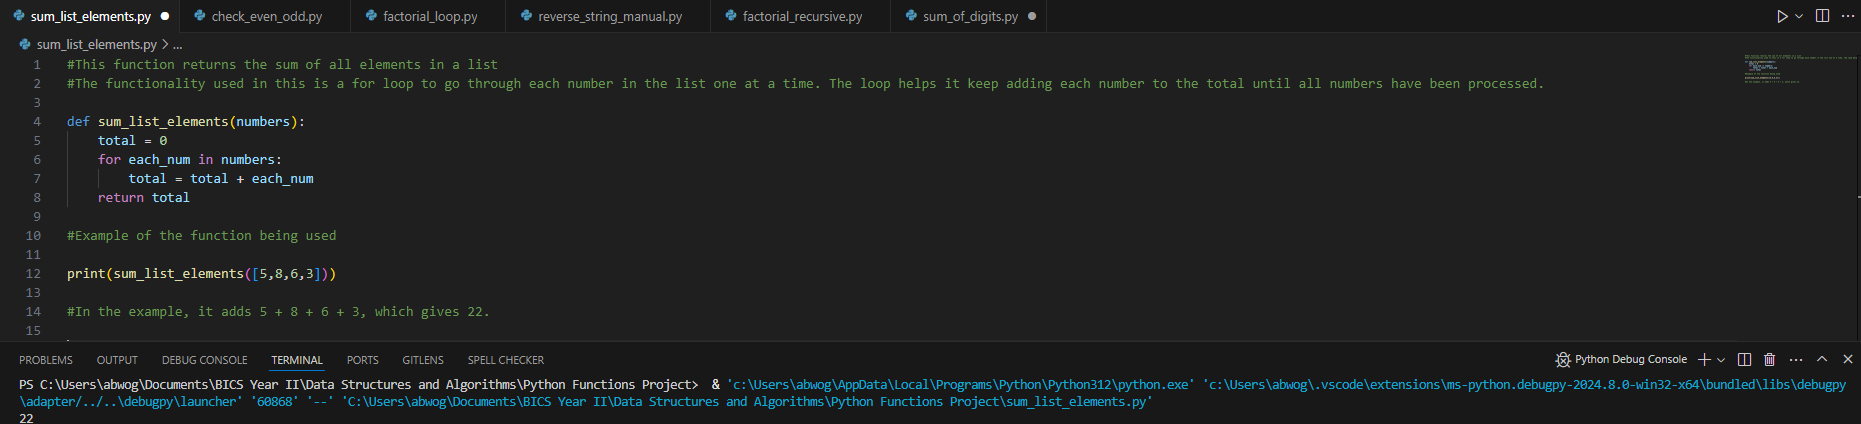 sum_list_elements.py check_even_odd.py factorial_loop.py reverse_string_manual.py factorial_recursive.py sum_of_digits.py
sum_list_elements.py > ...
1 #This function returns the sum of all elements in a list
2 #The functionality used in this is a for loop to go through each number in the list one at a time. The loop helps it keep adding each number to the total until all numbers have been processed.
3
4 def sum_list_elements(numbers):
5     total = 0
6     for each_num in numbers:
7         total = total + each_num
8     return total
9
10 #Example of the function being used
11
12 print(sum_list_elements([5,8,6,3]))
13
14 #In the example, it adds 5 + 8 + 6 + 3, which gives 22.
15
PROBLEMS OUTPUT DEBUG CONSOLE TERMINAL PORTS GITLENS SPELL CHECKER Python Debug Console
PS C:\Users\abwog\Documents\BICS Year II\Data Structures and Algorithms\Python Functions Project>  & 'c:\Users\abwog\AppData\Local\Programs\Python\Python312\python.exe' 'c:\Users\abwog\.vscode\extensions\ms-python.debugpy-2024.8.0-win32-x64\bundled\libs\debugpy
\adapter/../..\debugpy\launcher' '60868' '--' 'C:\Users\abwog\Documents\BICS Year II\Data Structures and Algorithms\Python Functions Project\sum_list_elements.py'
22